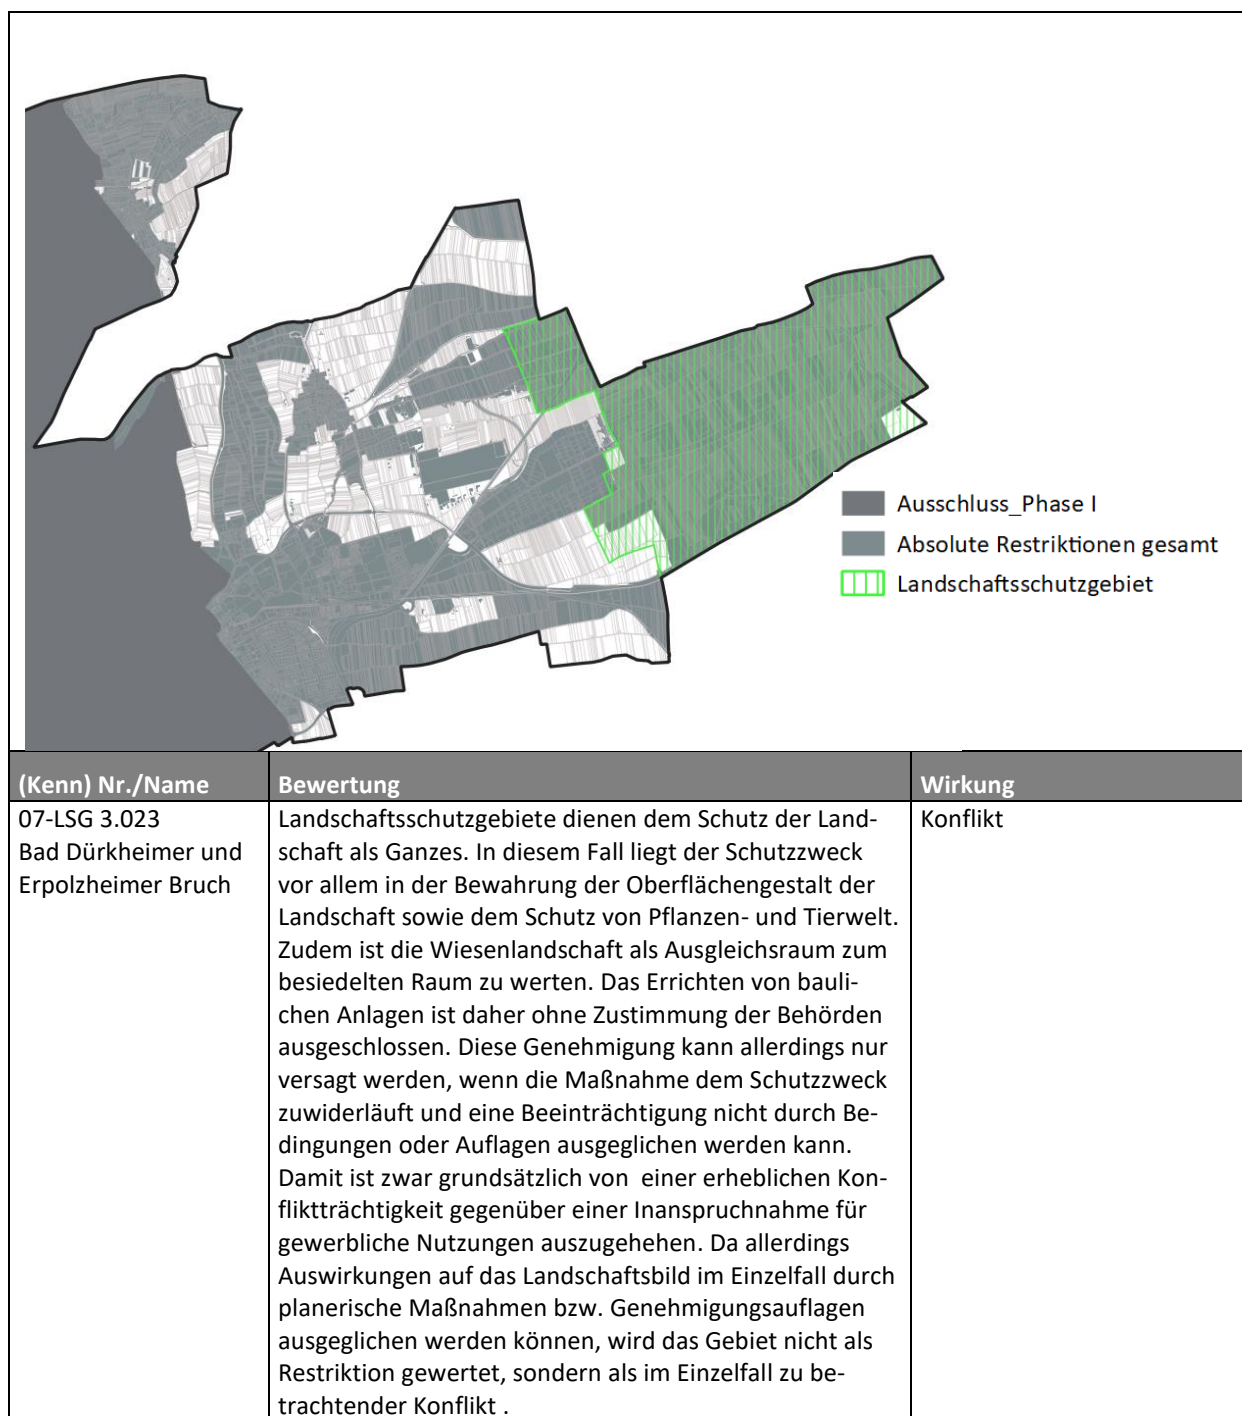 Ausschluss_Phase I
Absolute Restriktionen gesamt
Landschaftsschutzgebiet
(Kenn) Nr./Name Bewertung Wirkung
07-LSG 3.023
Bad Dürkheimer und
Erpolzheimer Bruch
Landschaftsschutzgebiete dienen dem Schutz der Land-
schaft als Ganzes. In diesem Fall liegt der Schutzzweck
vor allem in der Bewahrung der Oberflächengestalt der
Landschaft sowie dem Schutz von Pflanzen- und Tierwelt.
Zudem ist die Wiesenlandschaft als Ausgleichsraum zum
besiedelten Raum zu werten. Das Errichten von bauli-
chen Anlagen ist daher ohne Zustimmung der Behörden
ausgeschlossen. Diese Genehmigung kann allerdings nur
versagt werden, wenn die Maßnahme dem Schutzzweck
zuwiderläuft und eine Beeinträchtigung nicht durch Be-
dingungen oder Auflagen ausgeglichen werden kann.
Damit ist zwar grundsätzlich von  einer erheblichen Kon-
fliktträchtigkeit gegenüber einer Inanspruchnahme für
gewerbliche Nutzungen auszugehehen. Da allerdings
Auswirkungen auf das Landschaftsbild im Einzelfall durch
planerische Maßnahmen bzw. Genehmigungsauflagen
ausgeglichen werden können, wird das Gebiet nicht als
Restriktion gewertet, sondern als im Einzelfall zu be-
trachtender Konflikt .
Konflikt